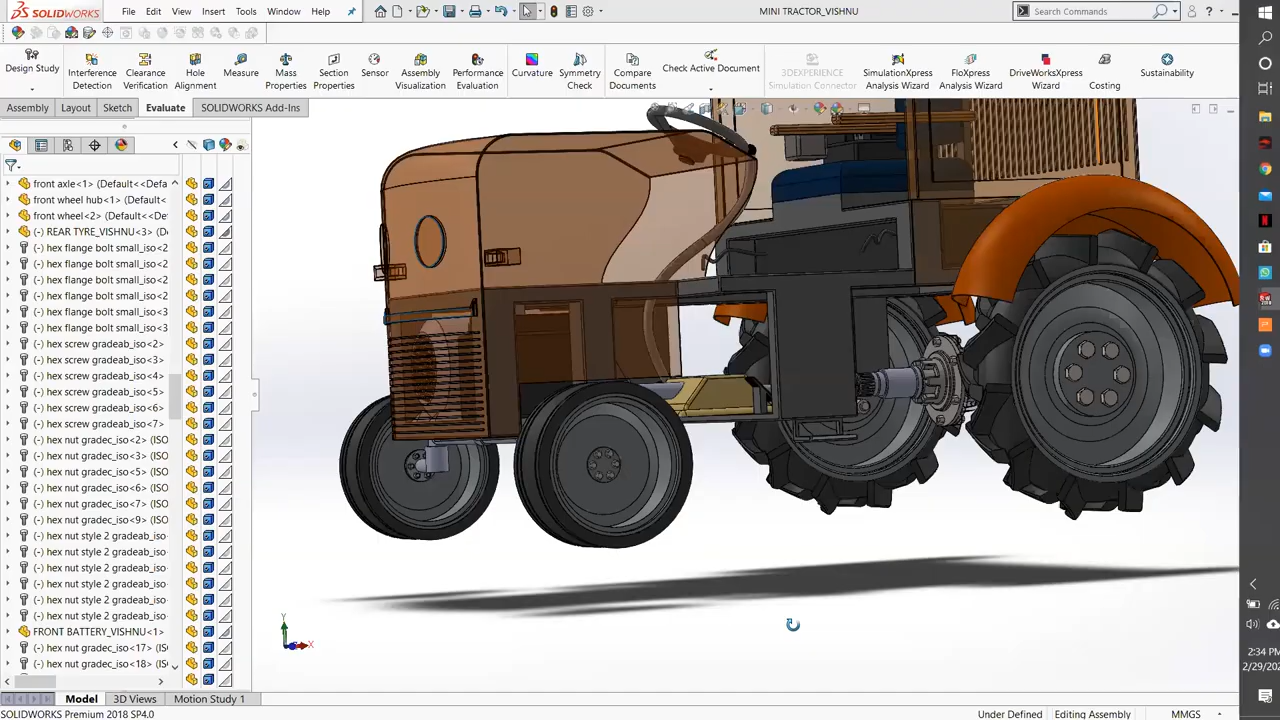 SOLIDWORKS File Edit View Insert Tools Window Help MINI TRACTOR_VISHNU Search Commands ?
Design Study
Interference Detection
Clearance Verification
Hole Alignment
Measure
Mass Properties
Section Properties
Sensor
Assembly Visualization
Performance Evaluation
Curvature
Symmetry Check
Compare Documents
Check Active Document
3DEXPERIENCE Simulation Connector
SimulationXpress Analysis Wizard
FloXpress Analysis Wizard
DriveWorksXpress Wizard
Costing
Sustainability
Assembly Layout Sketch Evaluate SOLIDWORKS Add-Ins
front axle<1> (Default<<Defa
front wheel hub<1> (Default<
front wheel<2> (Default<<De
(-) REAR TYRE_VISHNU<3> (D
(-) hex flange bolt small_iso<2
(-) hex flange bolt small_iso<2
(-) hex flange bolt small_iso<2
(-) hex flange bolt small_iso<2
(-) hex flange bolt small_iso<3
(-) hex flange bolt small_iso<3
(-) hex screw gradeab_iso<2>
(-) hex screw gradeab_iso<3>
(-) hex screw gradeab_iso<4>
(-) hex screw gradeab_iso<5>
(-) hex screw gradeab_iso<6>
(-) hex screw gradeab_iso<7>
(-) hex nut gradec_iso<2> (ISO
(-) hex nut gradec_iso<3> (ISO
(-) hex nut gradec_iso<5> (ISO
(-) hex nut gradec_iso<6> (ISO
(-) hex nut gradec_iso<7> (ISO
(-) hex nut gradec_iso<9> (ISO
(-) hex nut style 2 gradeab_iso
(-) hex nut style 2 gradeab_iso
(-) hex nut style 2 gradeab_iso
(-) hex nut style 2 gradeab_iso
(-) hex nut style 2 gradeab_iso
(-) hex nut style 2 gradeab_iso
FRONT BATTERY_VISHNU<1>
(-) hex nut gradec_iso<17> (IS
(-) hex nut gradec_iso<18> (IS
Y
X
2:34 PM
2/29/202
Model 3D Views Motion Study 1
SOLIDWORKS Premium 2018 SP4.0 Under Defined Editing Assembly MMGS